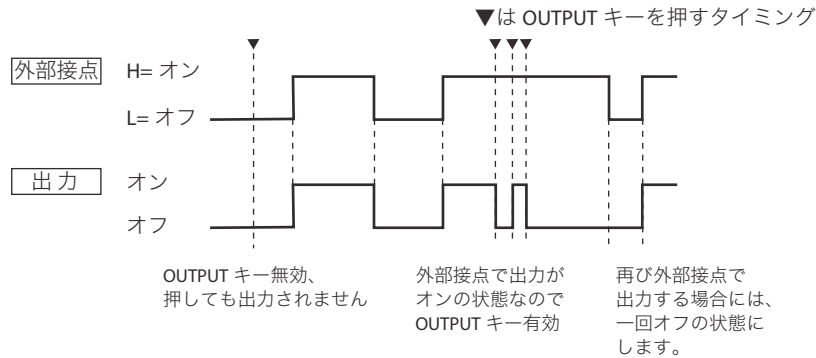 ▼は OUTPUT キーを押すタイミング
外部接点
H= オン
L= オフ
出 力
オン
オフ
OUTPUT キー無効、
押しても出力されません
外部接点で出力が
オンの状態なので
OUTPUT キー有効
再び外部接点で
出力する場合には、
一回オフの状態に
します。